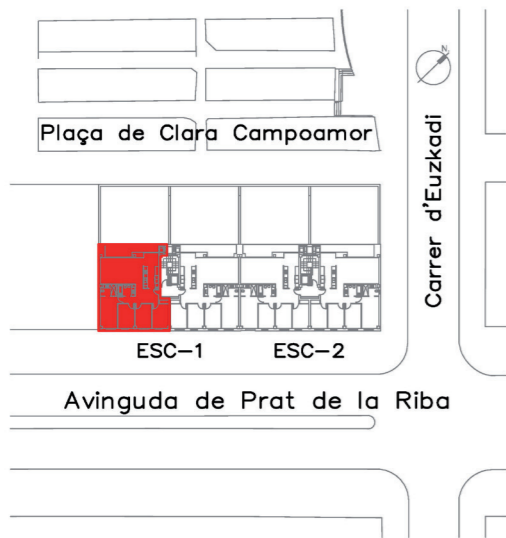 N
Plaça de Clara Campoamor
Carrer d'Euzkadi
ESC-1
ESC-2
Avinguda de Prat de la Riba